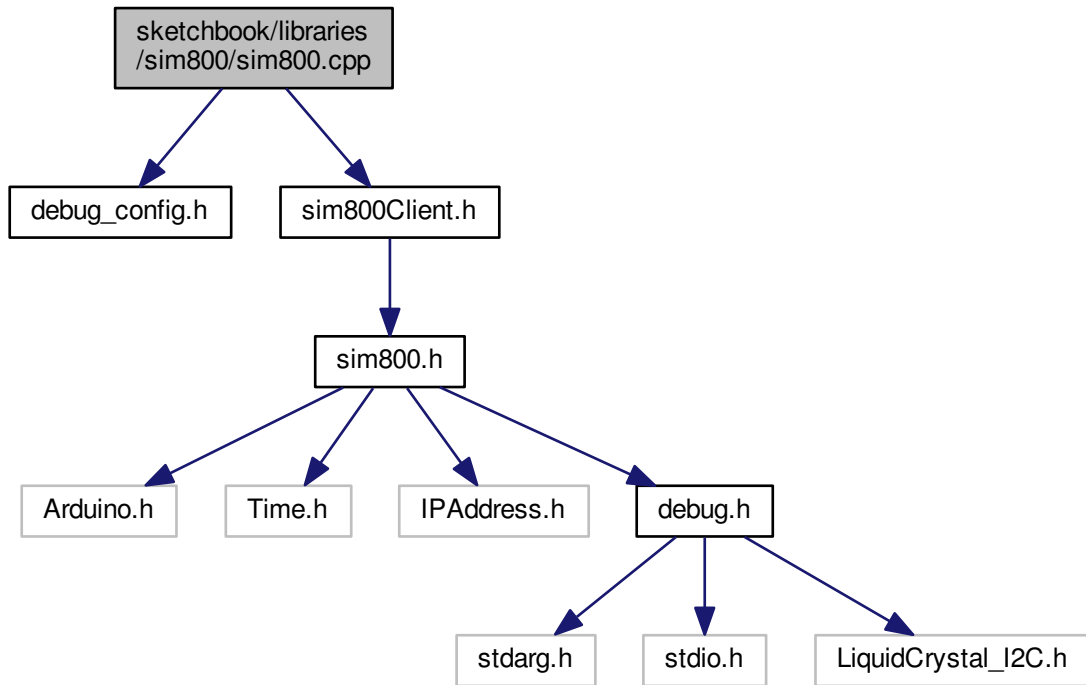 sketchbook/libraries
/sim800/sim800.cpp
debug_config.h
sim800Client.h
sim800.h
Arduino.h
Time.h
IPAddress.h
debug.h
stdarg.h
stdio.h
LiquidCrystal_I2C.h